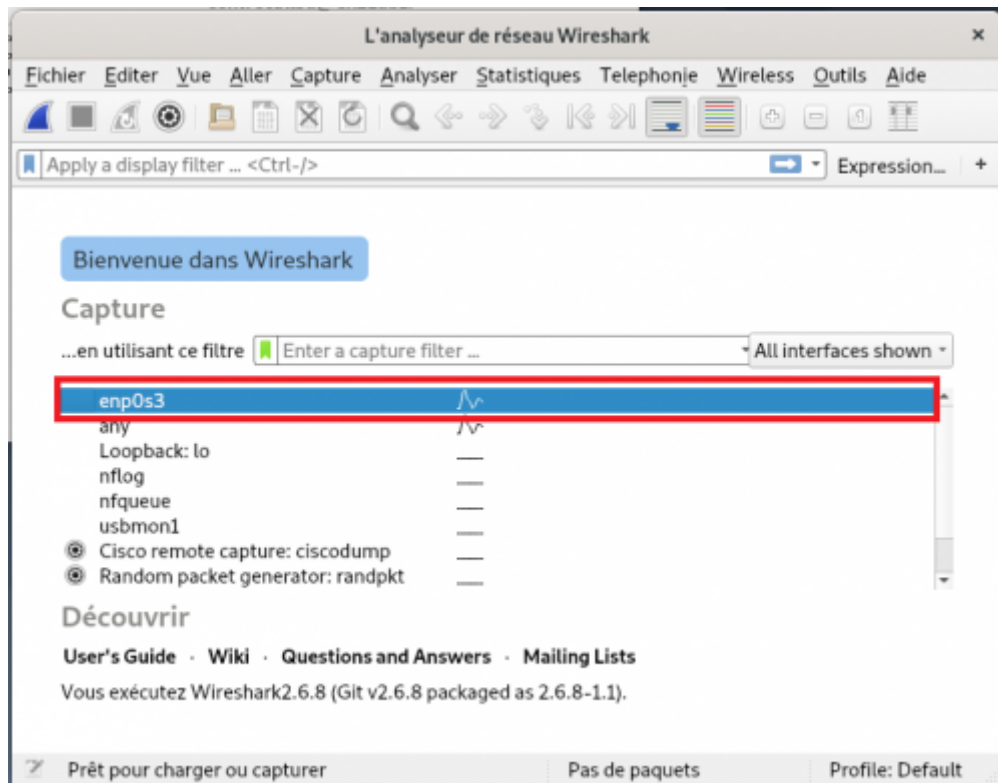 L'analyseur de réseau Wireshark
Fichier Editer Vue Aller Capture Analyser Statistiques Telephonie Wireless Outils Aide
Apply a display filter ... <Ctrl-/> Expression... +
Bienvenue dans Wireshark
Capture
...en utilisant ce filtre Enter a capture filter ... All interfaces shown
enp0s3
any
Loopback: lo
nflog
nfqueue
usbmon1
Cisco remote capture: ciscodump
Random packet generator: randpkt
Découvrir
User's Guide · Wiki · Questions and Answers · Mailing Lists
Vous exécutez Wireshark2.6.8 (Git v2.6.8 packaged as 2.6.8-1.1).
Prêt pour charger ou capturer Pas de paquets Profile: Default